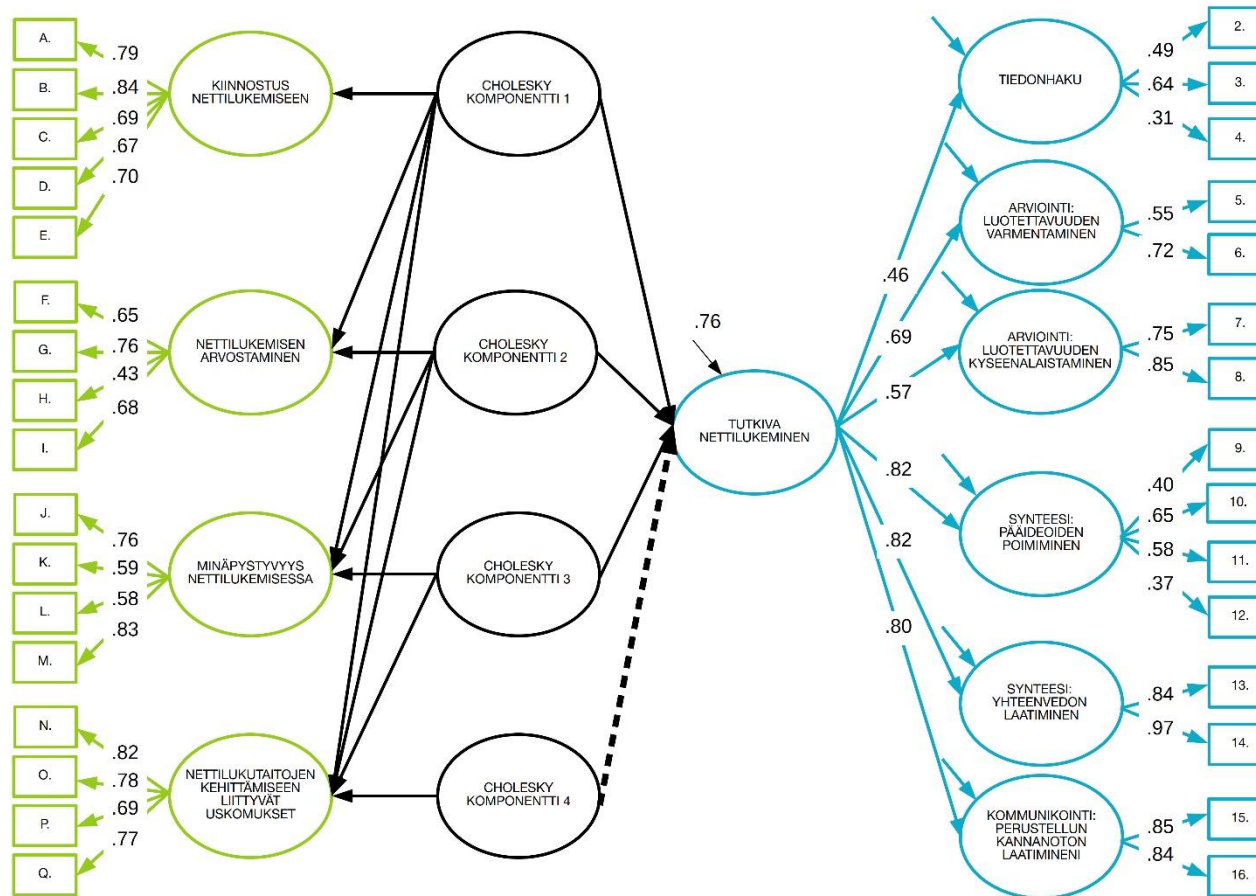 A.
B.
C.
D.
E.
.79
.84
.69
.67
.70
KIINNOSTUS
NETTILUKEMISEEN
F.
G.
H.
I.
.65
.76
.43
.68
NETTILUKEMISEN
ARVOSTAMINEN
J.
K.
L.
M.
.76
.59
.58
.83
MINÄPYSTYVYYS
NETTILUKEMISESSA
N.
O.
P.
Q.
.82
.78
.69
.77
NETTILUKUTAITOJEN
KEHITTÄMISEEN
LIITTYVÄT
USKOMUKSET
CHOLESKY
KOMPONENTTI 1
CHOLESKY
KOMPONENTTI 2
CHOLESKY
KOMPONENTTI 3
CHOLESKY
KOMPONENTTI 4
.76
TUTKIVA
NETTILUKEMINEN
.46
.69
.57
.82
.82
.80
TIEDONHAKU
.49
.64
.31
2.
3.
4.
ARVIOINTI:
LUOTETTAVUUDEN
VARMENTAMINEN
.55
.72
5.
6.
ARVIOINTI:
LUOTETTAVUUDEN
KYSEENALAISTAMINEN
.75
.85
7.
8.
SYNTEESI:
PÄÄIDEOIDEN
POIMIMINEN
.40
.65
.58
.37
9.
10.
11.
12.
SYNTEESI:
YHTEENVEDON
LAATIMINEN
.84
.97
13.
14.
KOMMUNIKOINTI:
PERUSTELLUN
KANNANOTON
LAATIMINENI
.85
.84
15.
16.